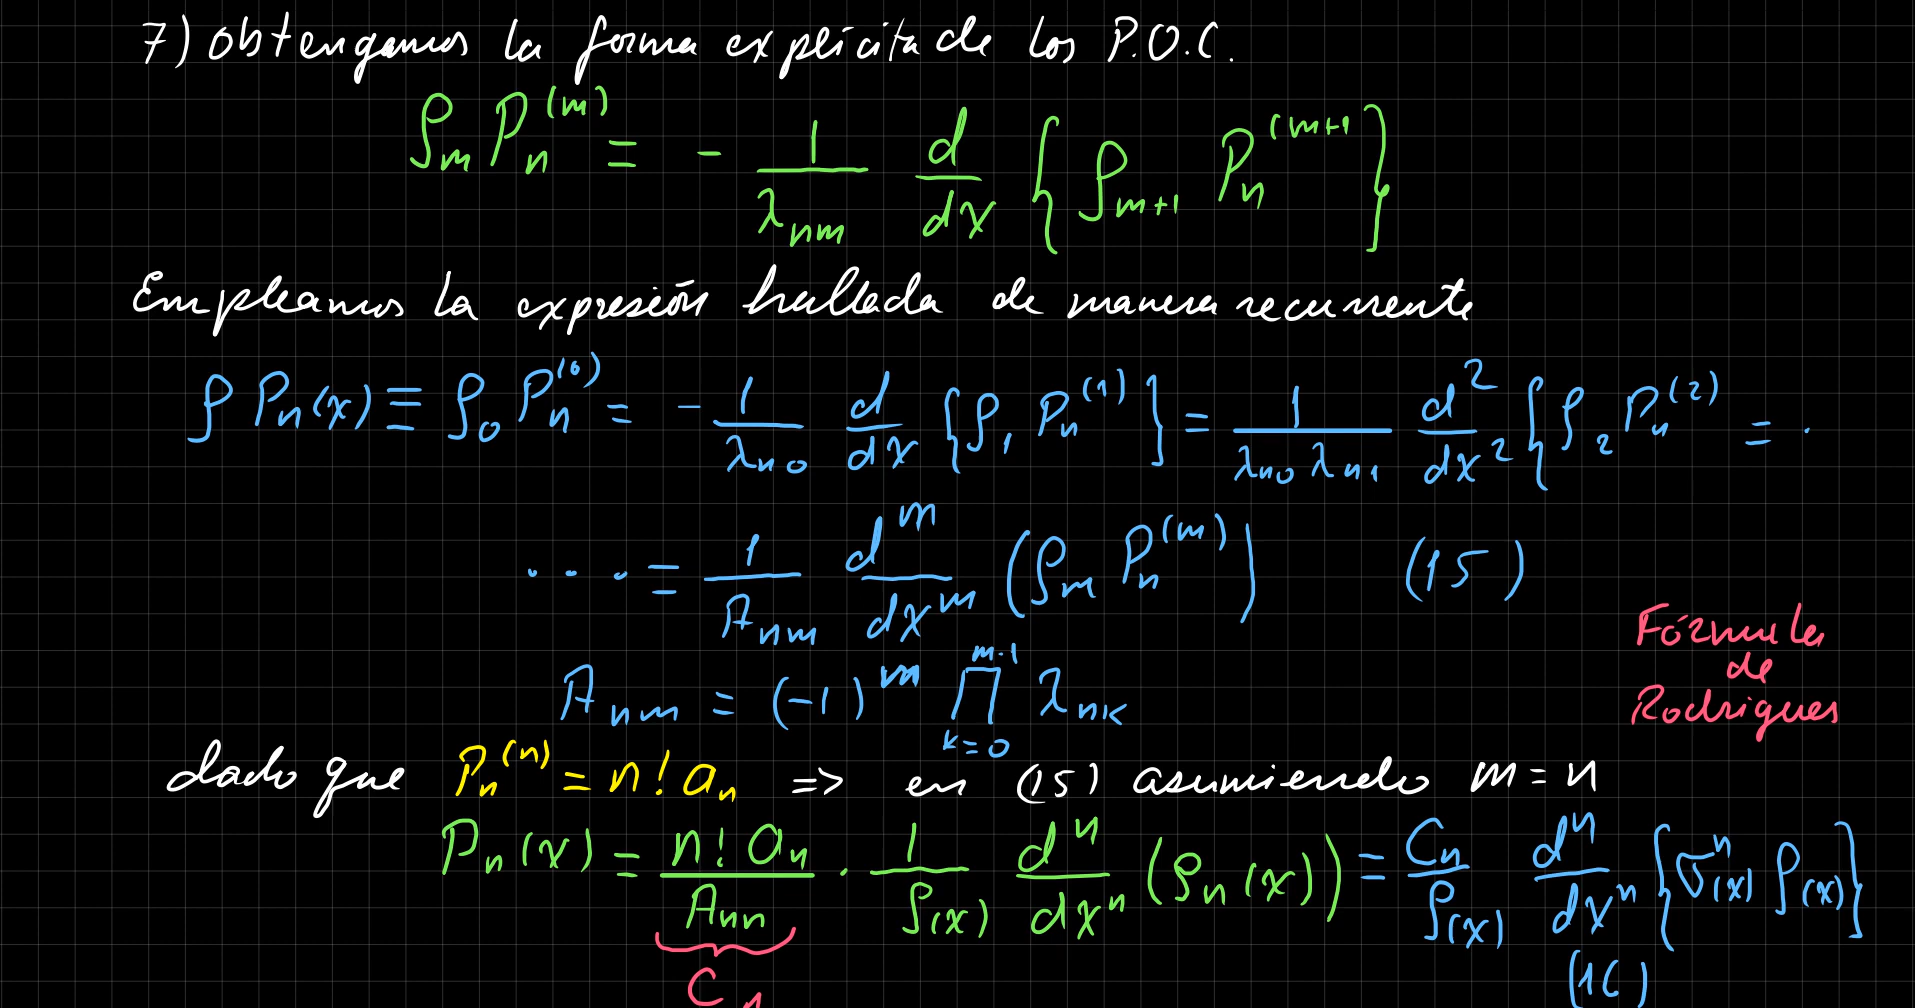 7) Obtengamos la forma explícita de los P.O.C.
ρ_m P_n^(m) = - 1/λ_nm d/dx { ρ_m+1 P_n^(m+1 }
Empleamos la expresión hallada de manera recurrente
ρ P_n(x) ≡ ρ_0 P_n^(0) = - 1/λ_n0 d/dx { ρ_1 P_n^(1) } = 1/(λ_n0 λ_n1) d^2/dx^2 { ρ_2 P_n^(2) = .
. . . . = 1/A_nm d^m/dx^m (ρ_m P_n^(m)) (15)
Fórmula
de
Rodrigues
A_nm = (-1)^m ∏_{k=0}^{m-1} λ_nk
dado que P_n^(n) = n! a_n => en (15) asumiendo m = n
P_n(x) = n! a_n / A_nn · 1/ρ(x) d^n/dx^n (ρ_n(x)) = C_n/ρ(x) d^n/dx^n { σ^n(x) ρ(x) }
C_n
(16)